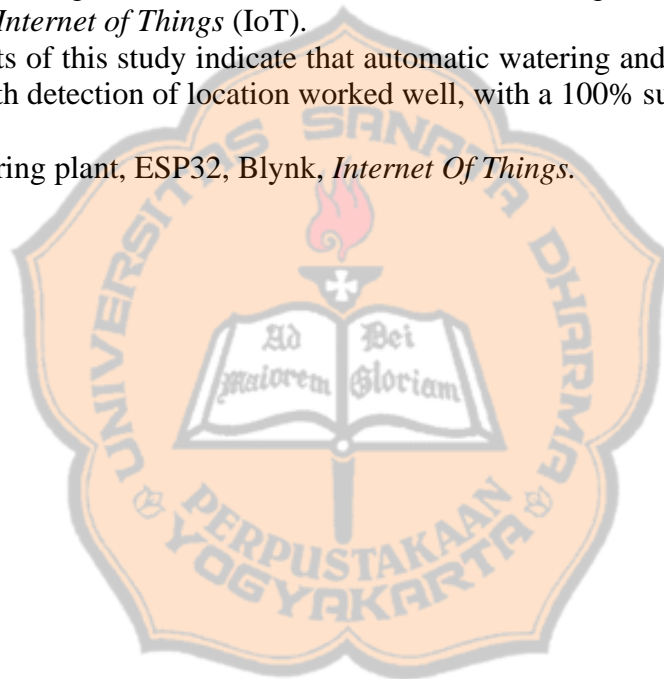 Internet of Things (IoT).
ts of this study indicate that automatic watering and
th detection of location worked well, with a 100% su
ring plant, ESP32, Blynk, Internet Of Things.
UNIVERSITAS SANATA DHARMA
Ad Dei
Maiorem Gloriam
PERPUSTAKAAN
YOGYAKARTA